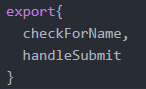 export{
  checkForName,
  handleSubmit
}